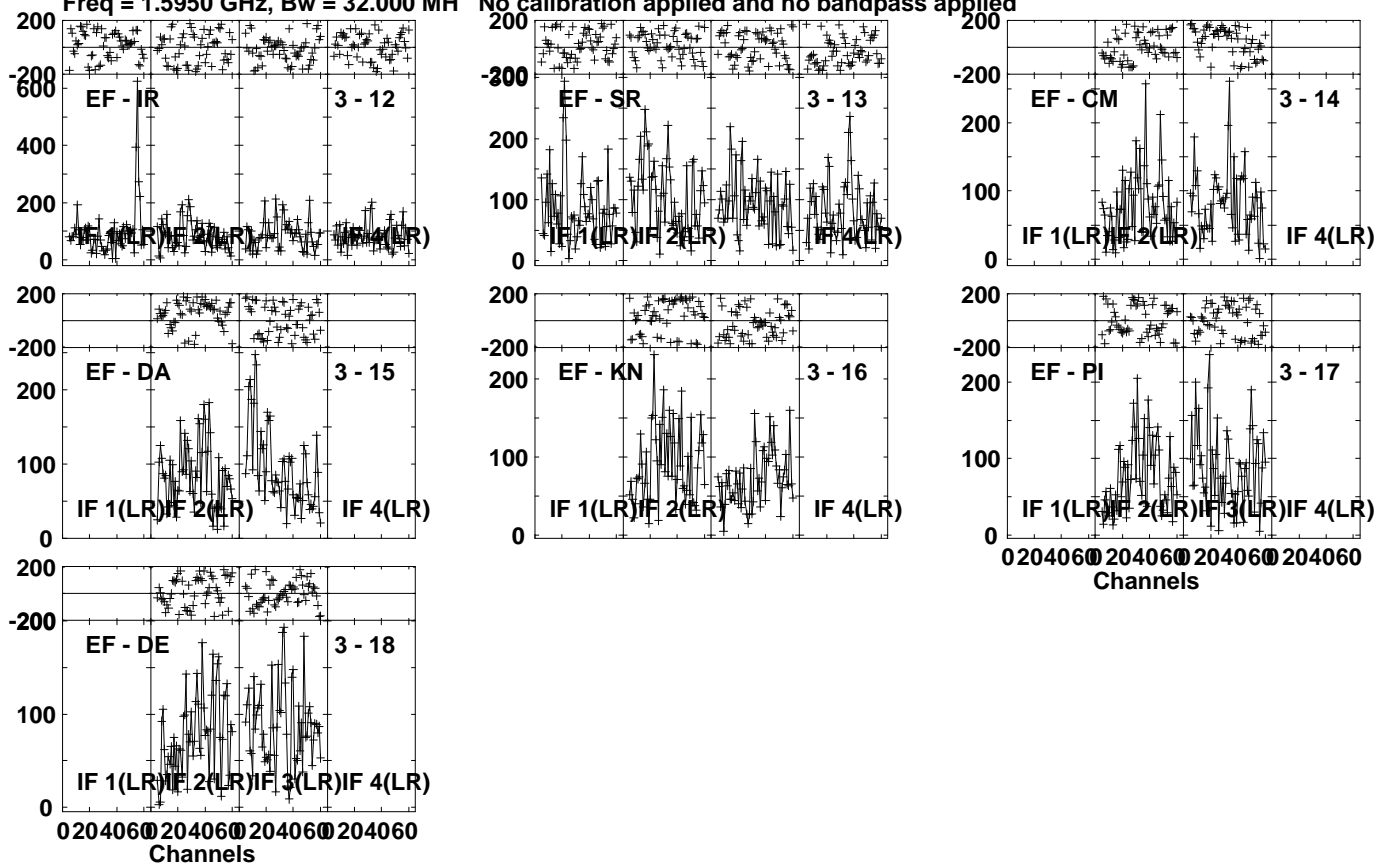 Freq = 1.5950 GHz, Bw = 32.000 MH No calibration applied and no bandpass applied
200
-200
600
400
200
0
EF - IR 3 - 12
IF 1(LR) IF 2(LR) IF 4(LR)
200
-200
300
200
100
0
EF - SR 3 - 13
IF 1(LR) IF 2(LR) IF 4(LR)
200
-200
200
100
0
EF - CM 3 - 14
IF 1(LR) IF 2(LR) IF 4(LR)
200
-200
200
100
0
EF - DA 3 - 15
IF 1(LR) IF 2(LR) IF 4(LR)
200
-200
200
100
0
EF - KN 3 - 16
IF 1(LR) IF 2(LR) IF 4(LR)
200
-200
200
100
0
EF - PI 3 - 17
IF 1(LR) IF 2(LR) IF 3(LR) IF 4(LR)
0 20 40 60 0 20 40 60 0 20 40 60 0 20 40 60
Channels
200
-200
100
0
EF - DE 3 - 18
IF 1(LR) IF 2(LR) IF 3(LR) IF 4(LR)
0 20 40 60 0 20 40 60 0 20 40 60 0 20 40 60
Channels